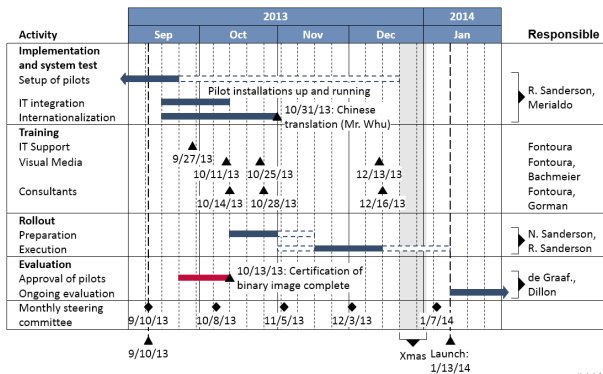 2013 2014
Activity Sep Oct Nov Dec Jan Responsible
Implementation
and system test
Setup of pilots
Pilot installations up and running
R. Sanderson,
Merialdo
IT integration
Internationalization
10/31/13: Chinese
translation (Mr. Whu)
Training
IT Support
9/27/13
Fontoura
Visual Media
10/11/13 10/25/13 12/13/13
Fontoura,
Bachmeier
Consultants
10/14/13 10/28/13 12/16/13
Fontoura,
Gorman
Rollout
Preparation
Execution
N. Sanderson,
R. Sanderson
Evaluation
Approval of pilots
10/13/13: Certification of
binary image complete
Ongoing evaluation
de Graaf.,
Dillon
Monthly steering
committee
9/10/13 10/8/13 11/5/13 12/3/13 1/7/14
9/10/13
Xmas
Launch:
1/13/14